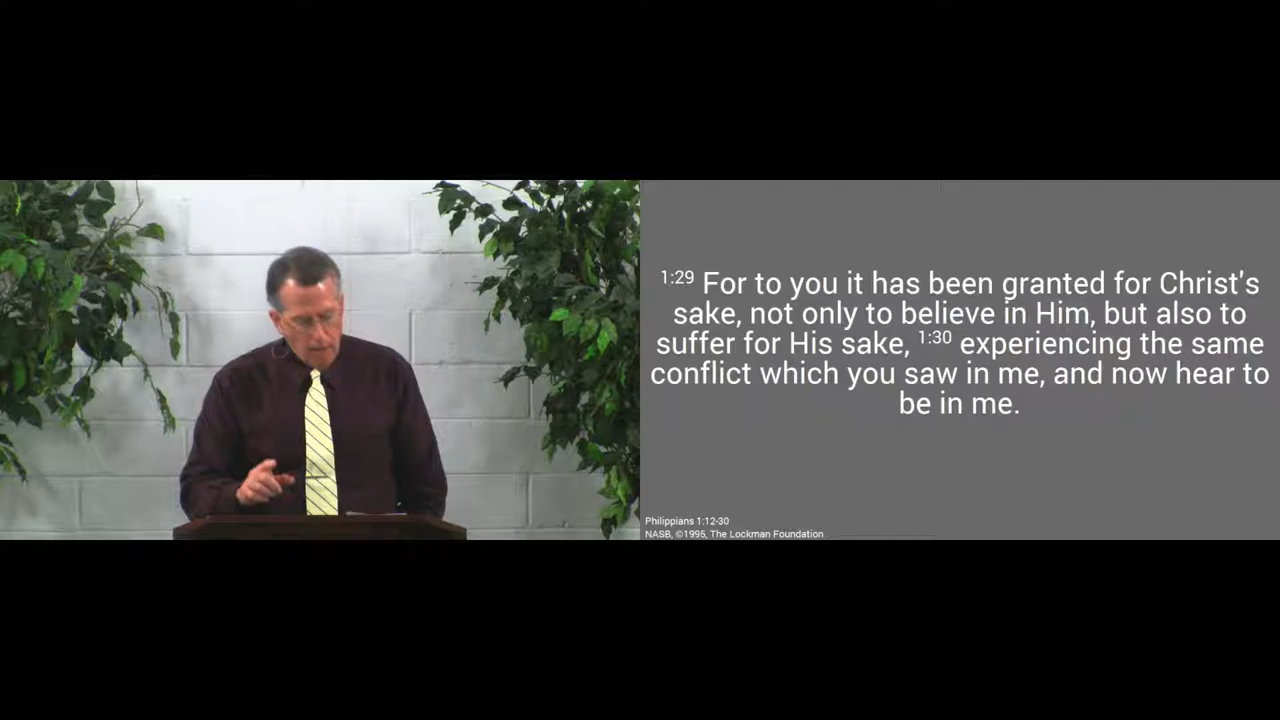 1:29 For to you it has been granted for Christ's
sake, not only to believe in Him, but also to
suffer for His sake, 1:30 experiencing the same
conflict which you saw in me, and now hear to
be in me.
Philippians 1:12-30
NASB, ©1995, The Lockman Foundation